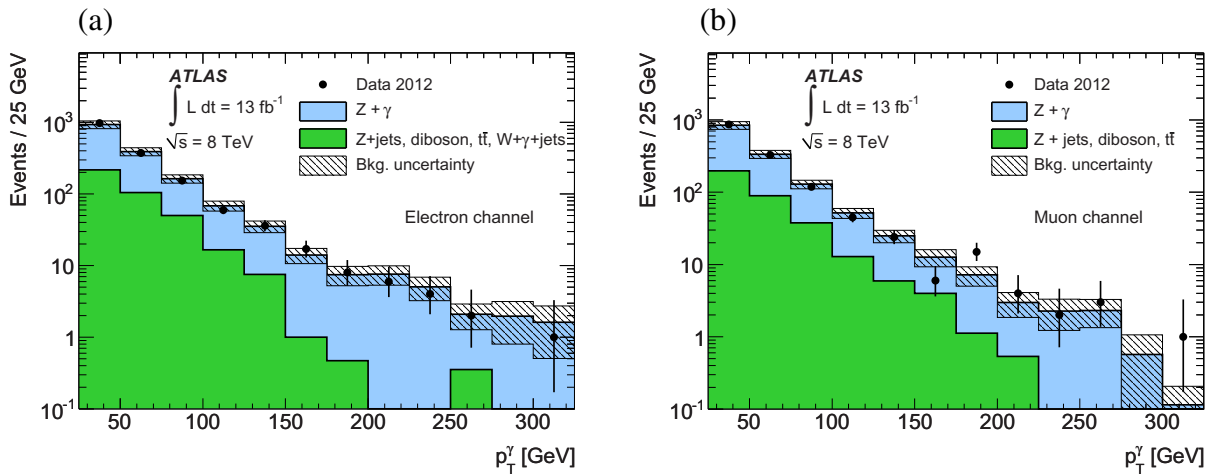 (a)
Events / 25 GeV
10³
10²
10
1
10⁻¹
ATLAS
∫ L dt = 13 fb⁻¹
√s = 8 TeV
Data 2012
Z + γ
Z+jets, diboson, tt̄, W+γ+jets
Bkg. uncertainty
Electron channel
50 100 150 200 250 300
p_T^γ [GeV]
(b)
Events / 25 GeV
10³
10²
10
1
10⁻¹
ATLAS
∫ L dt = 13 fb⁻¹
√s = 8 TeV
Data 2012
Z + γ
Z + jets, diboson, tt̄
Bkg. uncertainty
Muon channel
50 100 150 200 250 300
p_T^γ [GeV]